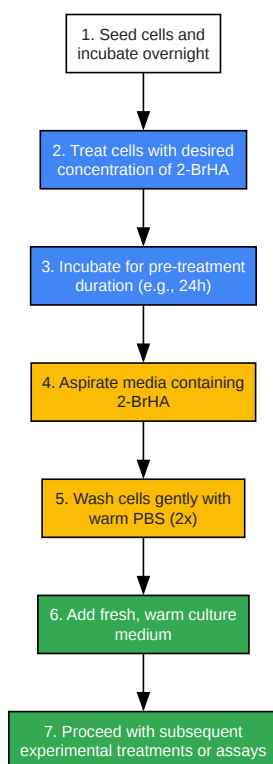 1. Seed cells and
incubate overnight
2. Treat cells with desired
concentration of 2-BrHA
3. Incubate for pre-treatment
duration (e.g., 24h)
4. Aspirate media containing
2-BrHA
5. Wash cells gently with
warm PBS (2x)
6. Add fresh, warm culture
medium
7. Proceed with subsequent
experimental treatments or assays